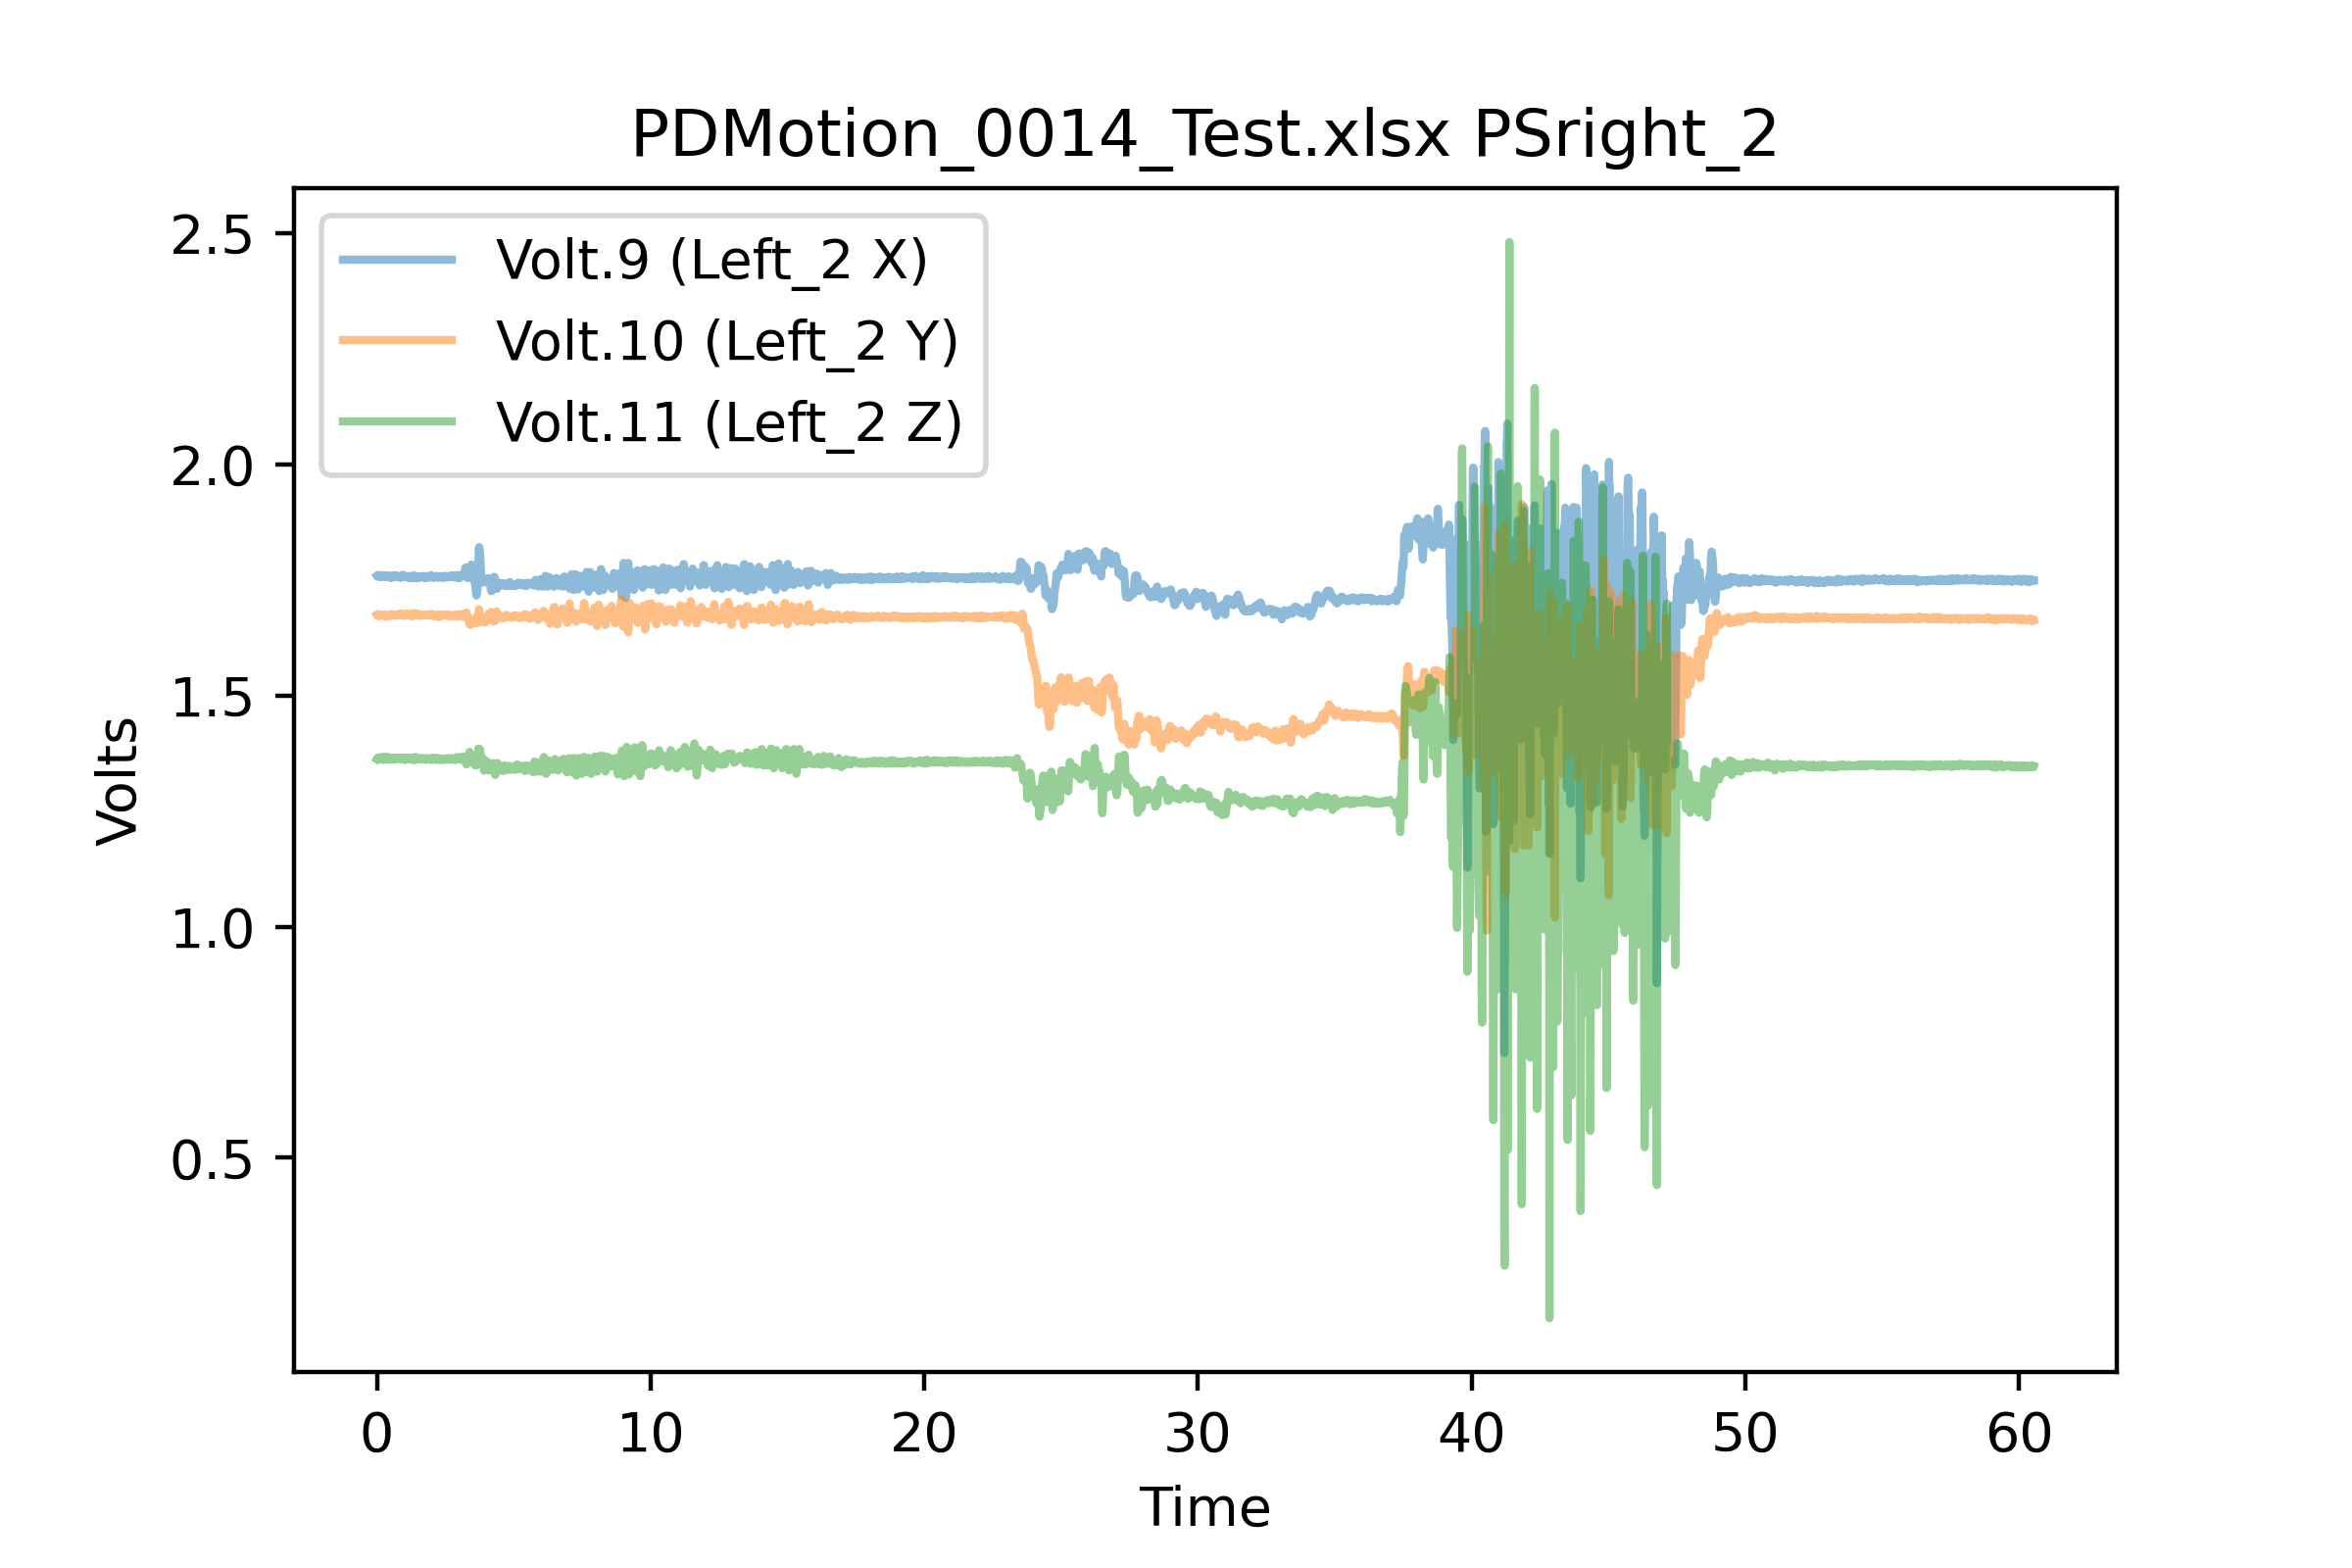 PDMotion_0014_Test.xlsx PSright_2
Volt.9 (Left_2 X)
Volt.10 (Left_2 Y)
Volt.11 (Left_2 Z)
2.5
2.0
1.5
1.0
0.5
Volts
0 10 20 30 40 50 60
Time